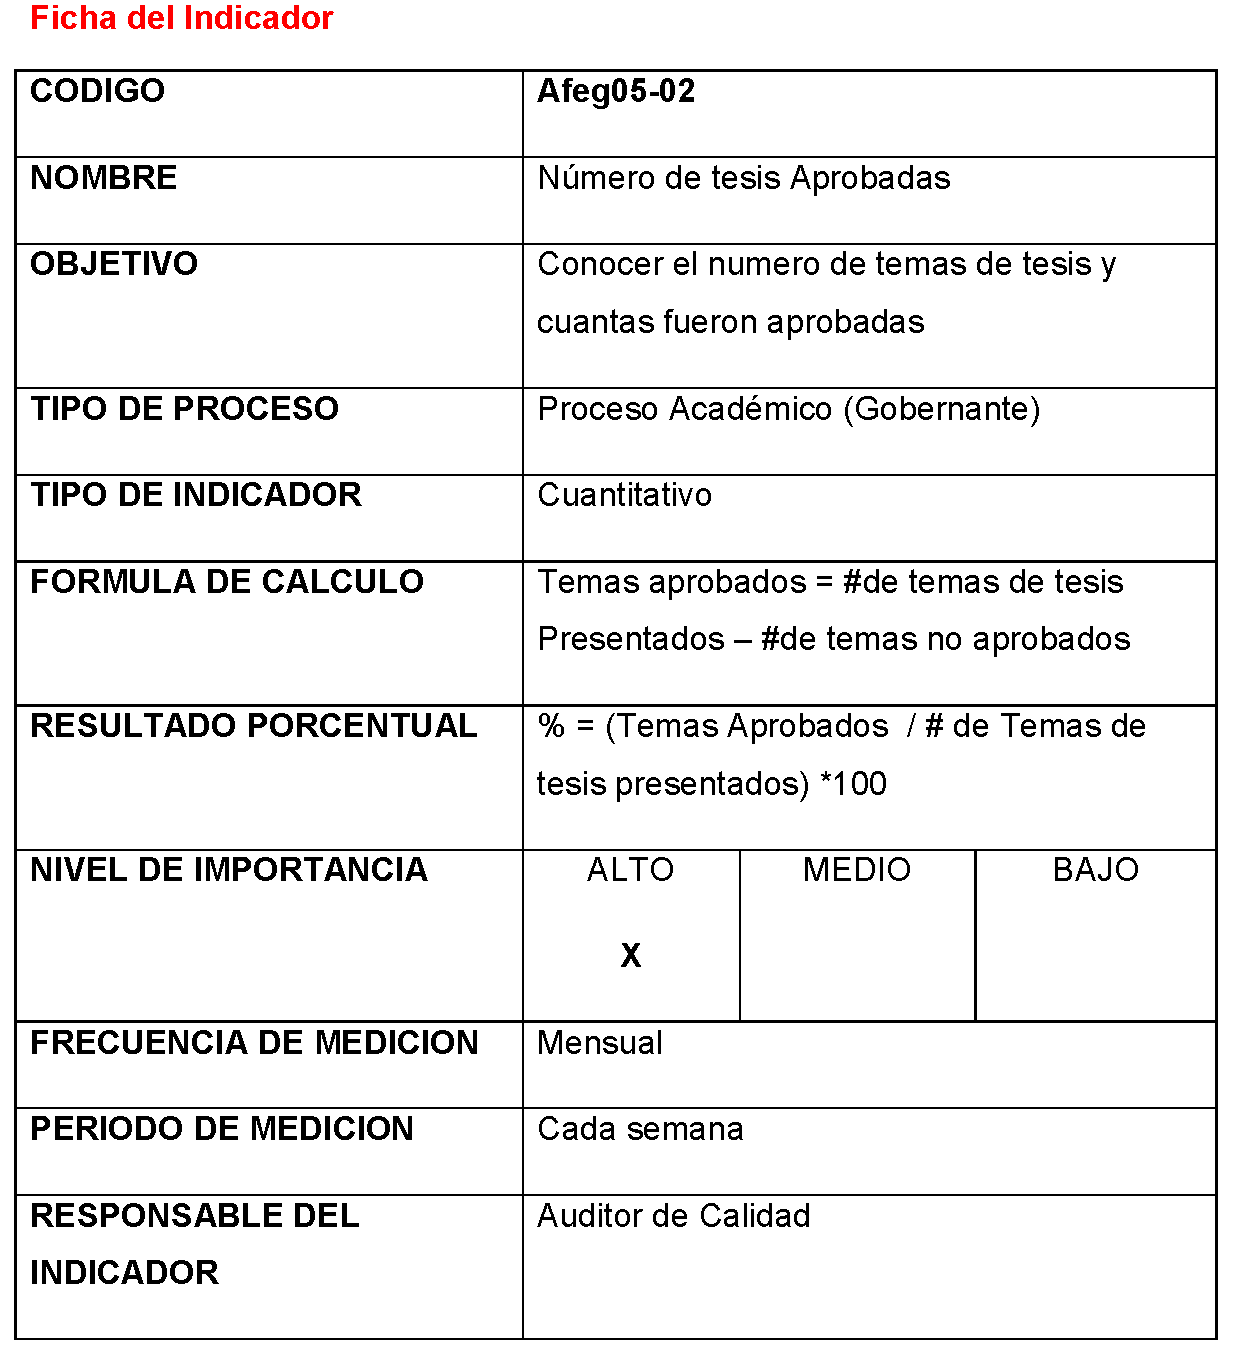 Ficha del Indicador
CODIGO Afeg05-02
NOMBRE Número de tesis Aprobadas
OBJETIVO Conocer el numero de temas de tesis y
cuantas fueron aprobadas
TIPO DE PROCESO Proceso Académico (Gobernante)
TIPO DE INDICADOR Cuantitativo
FORMULA DE CALCULO Temas aprobados = #de temas de tesis
Presentados – #de temas no aprobados
RESULTADO PORCENTUAL % = (Temas Aprobados / # de Temas de
tesis presentados) *100
NIVEL DE IMPORTANCIA ALTO MEDIO BAJO
X
FRECUENCIA DE MEDICION Mensual
PERIODO DE MEDICION Cada semana
RESPONSABLE DEL Auditor de Calidad
INDICADOR